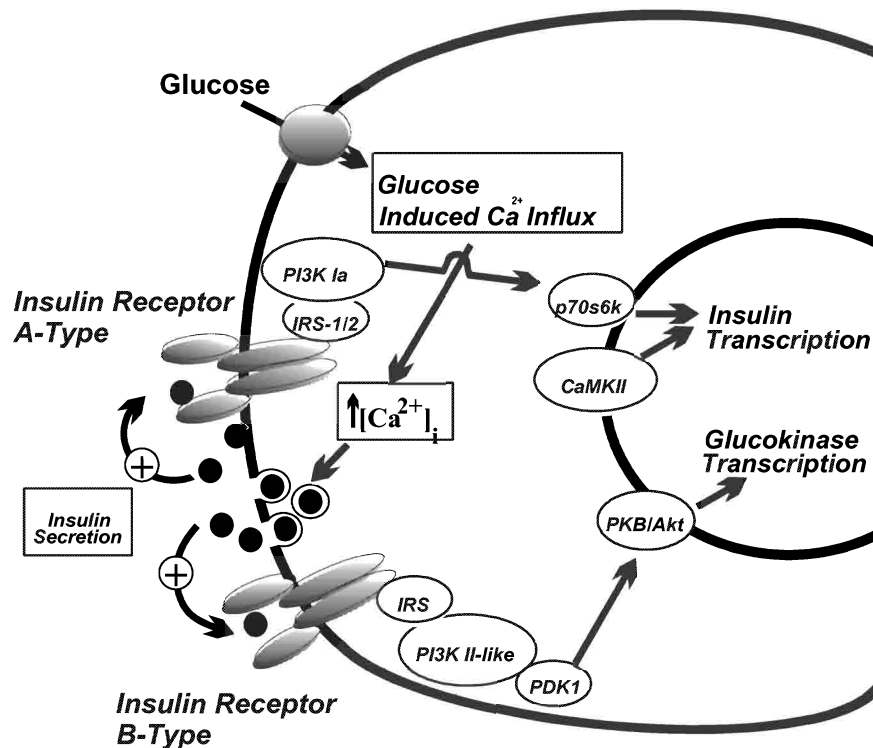 Glucose
Glucose
Induced Ca2+ Influx
PI3K Ia
IRS-1/2
Insulin Receptor
A-Type
p70s6k
Insulin
Transcription
CaMKII
↑[Ca2+]i
Glucokinase
Transcription
+
Insulin
Secretion
PKB/Akt
+
IRS
PI3K II-like
PDK1
Insulin Receptor
B-Type